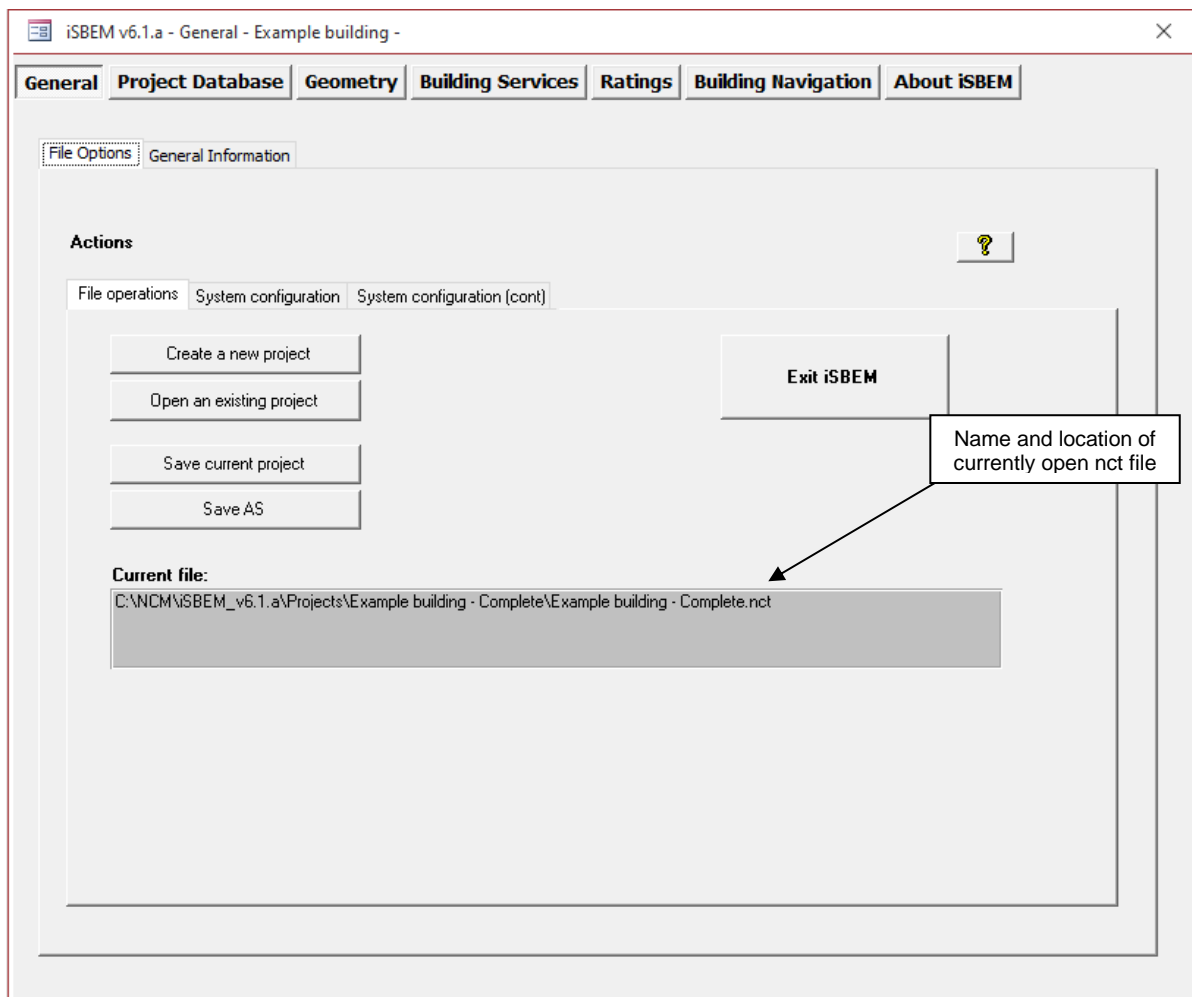 iSBEM v6.1.a - General - Example building -
General Project Database Geometry Building Services Ratings Building Navigation About iSBEM
File Options General Information
Actions
?
File operations System configuration System configuration (cont)
Create a new project
Exit iSBEM
Open an existing project
Name and location of
currently open nct file
Save current project
Save AS
Current file:
C:\NCM\iSBEM_v6.1.a\Projects\Example building - Complete\Example building - Complete.nct